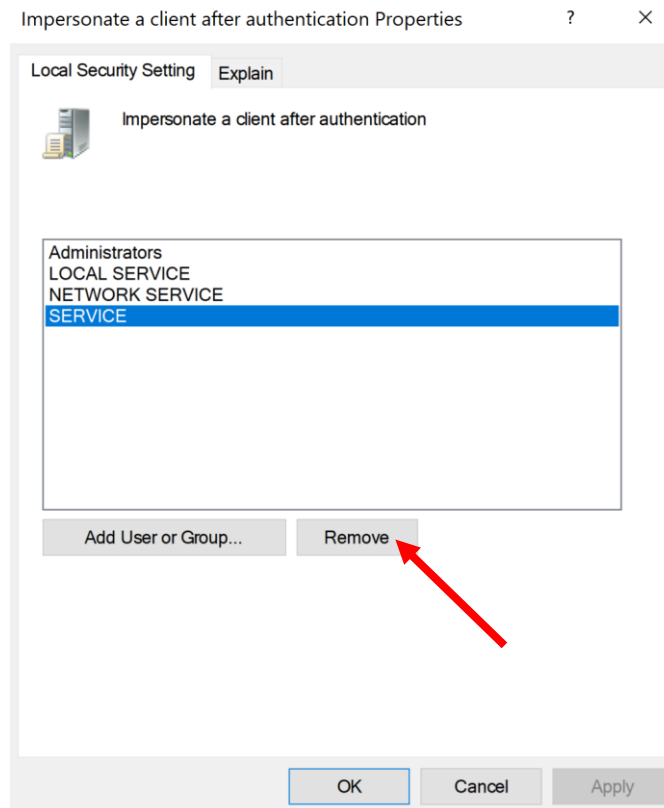 Impersonate a client after authentication Properties ? ×
Local Security Setting Explain
Impersonate a client after authentication
Administrators
LOCAL SERVICE
NETWORK SERVICE
SERVICE
Add User or Group... Remove
OK Cancel Apply